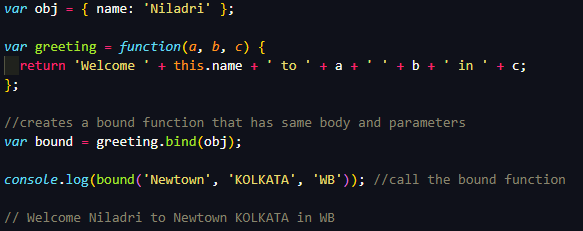 var obj = { name: 'Niladri' };
var greeting = function(a, b, c) {
return 'Welcome ' + this.name + ' to ' + a + ' ' + b + ' in ' + c;
};
//creates a bound function that has same body and parameters
var bound = greeting.bind(obj);
console.log(bound('Newtown', 'KOLKATA', 'WB')); //call the bound function
// Welcome Niladri to Newtown KOLKATA in WB